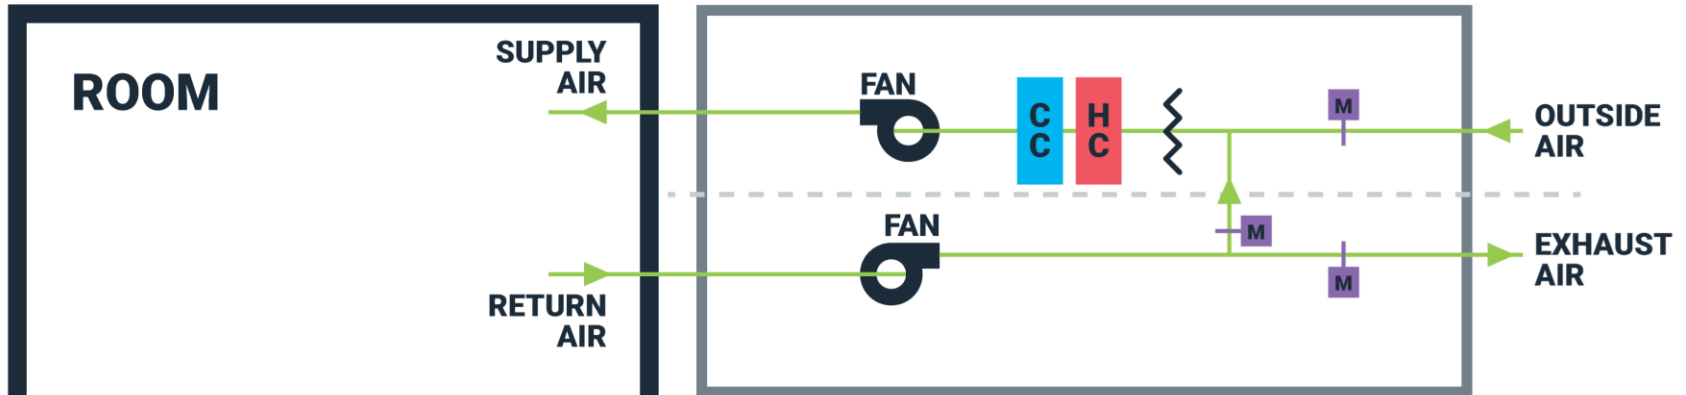 ROOM
SUPPLY
AIR
RETURN
AIR
FAN
C
C
H
C
M
OUTSIDE
AIR
FAN
M
M
EXHAUST
AIR